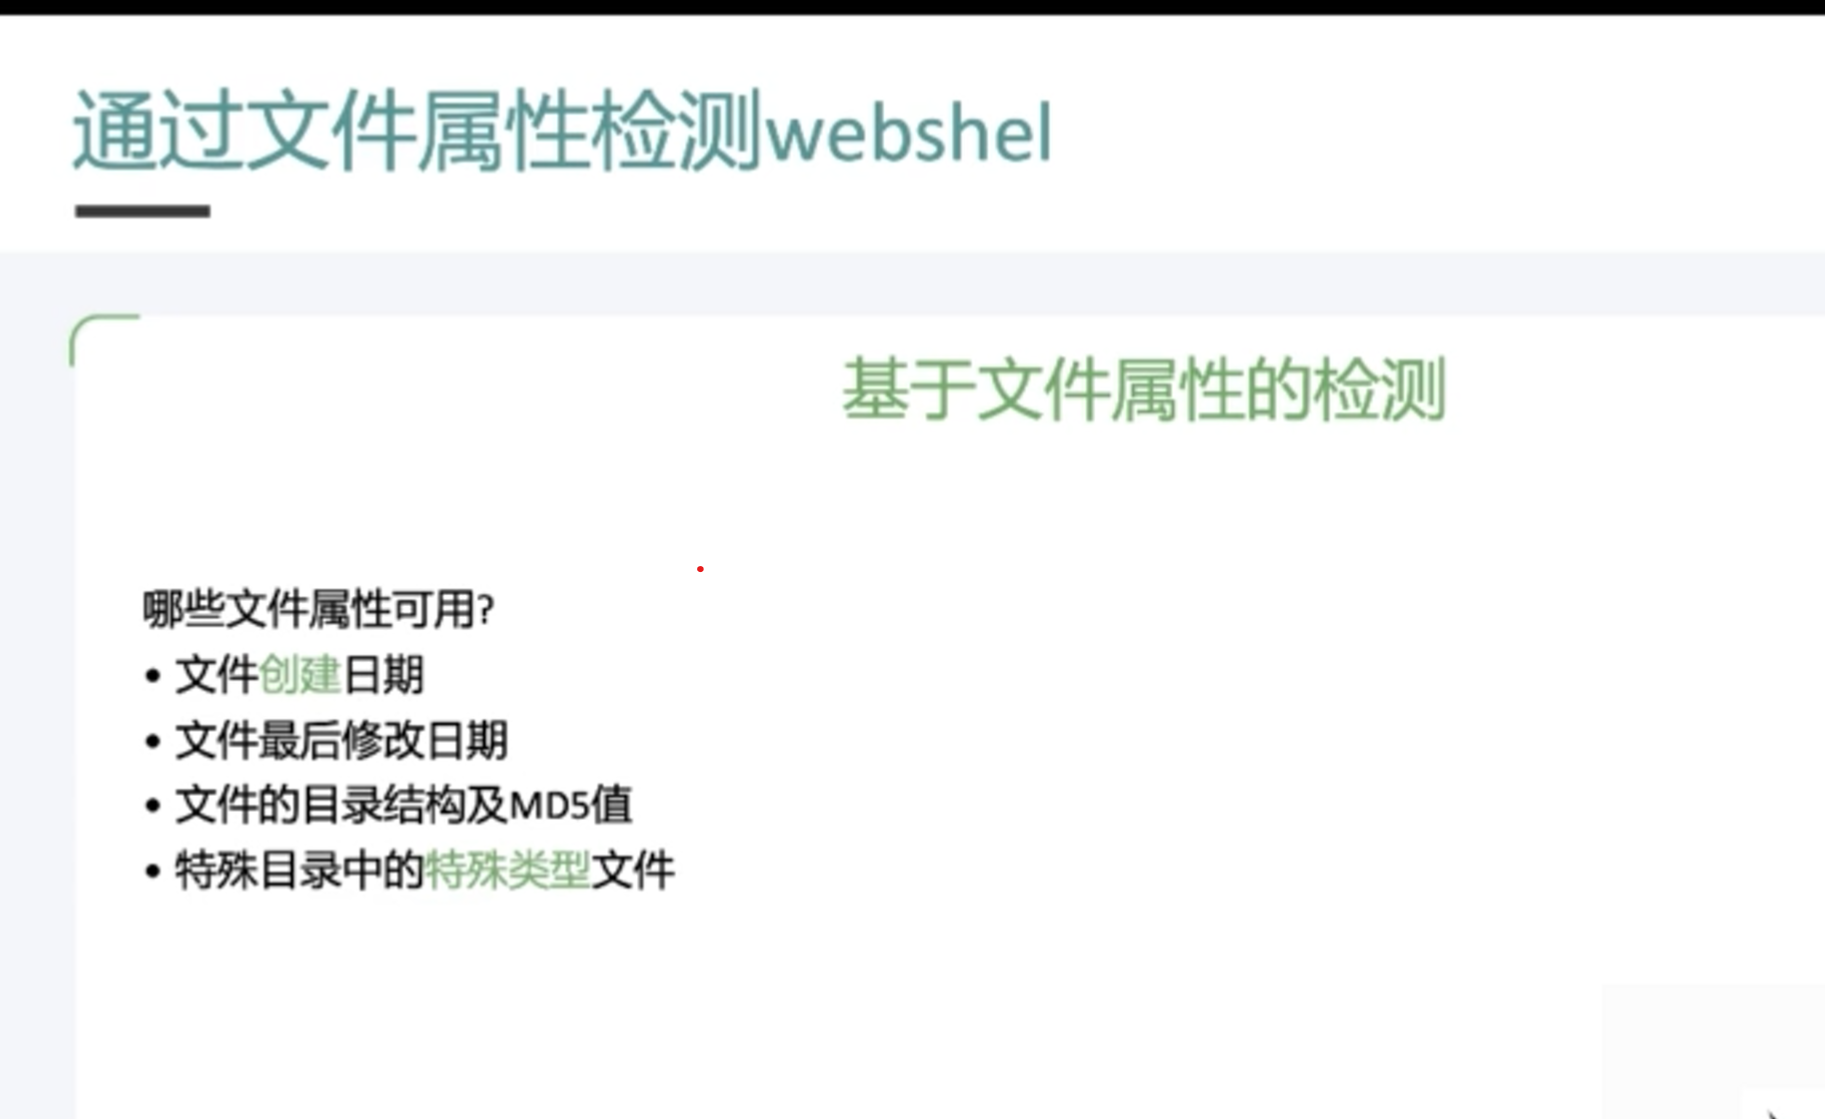 通过文件属性检测webshel
基于文件属性的检测
哪些文件属性可用?
• 文件创建日期
• 文件最后修改日期
• 文件的目录结构及MD5值
• 特殊目录中的特殊类型文件